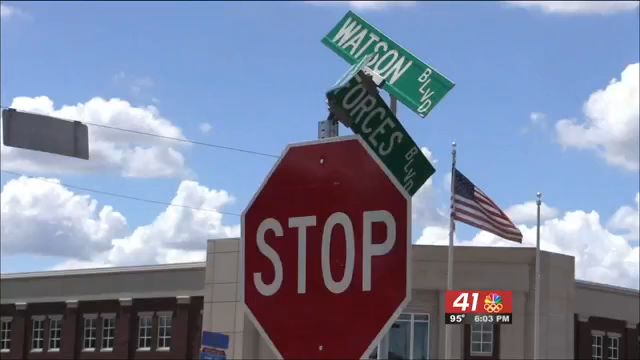 WATSON BLVD
FORCES BLVD
STOP
41
95° 6:03 PM